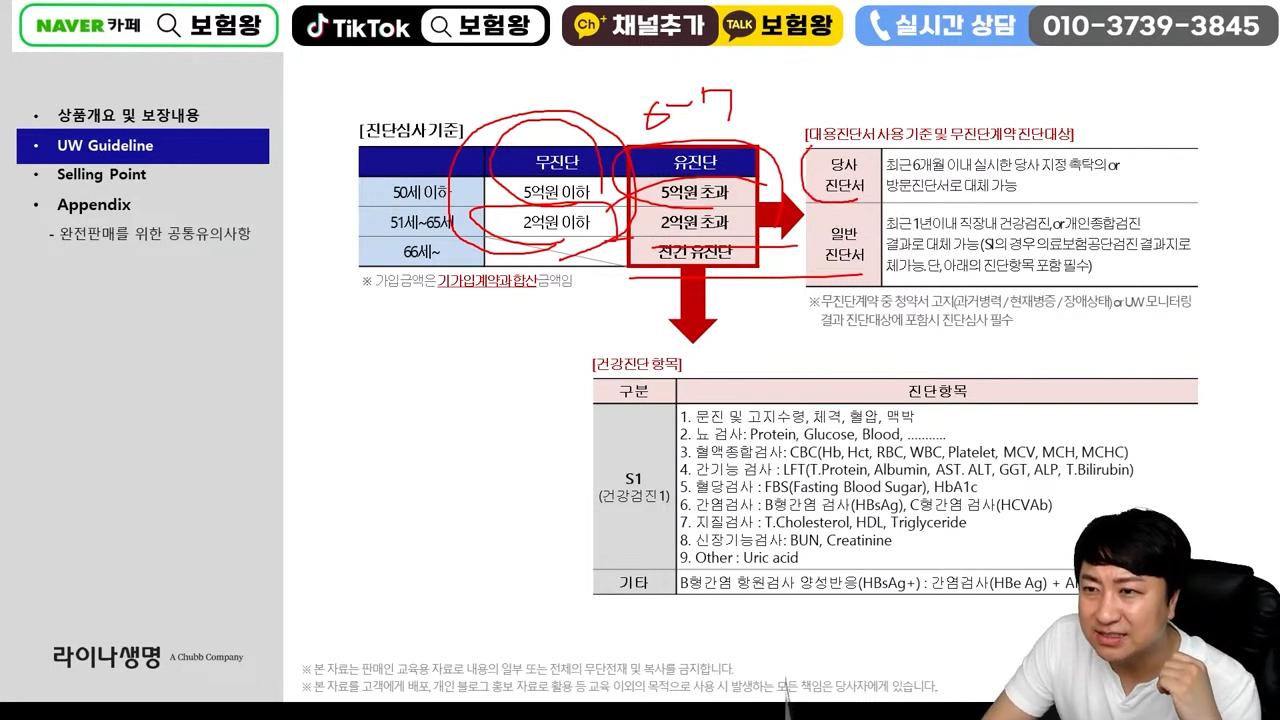 NAVER 카페 보험왕
TikTok 보험왕
Ch+ 채널추가 TALK 보험왕
실시간 상담 010-3739-3845
• 상품개요 및 보장내용
• UW Guideline
• Selling Point
• Appendix
- 완전판매를 위한 공통유의사항
6-7
[진단심사 기준]
무진단 유진단
50세 이하 5억원 이하 5억원 초과
51세~65세 2억원 이하 2억원 초과
66세~ 전건 유진단
※ 가입금액은 기가입계약과 합산금액임
[대용진단서 사용 기준 및 무진단계약 진단대상]
당사 진단서
최근 6개월 이내 실시한 당사 지정 촉탁의 or
방문진단서로 대체 가능
일반 진단서
최근 1년이내 직장내 건강검진, or 개인종합검진
결과로 대체 가능 (SI의 경우 의료보험공단검진 결과지로
체가능. 단, 아래의 진단항목 포함 필수)
※ 무진단계약 중 청약서 고지(과거병력 / 현재병증 / 장애상태) or UW 모니터링
결과 진단대상에 포함시 진단심사 필수
[건강진단 항목]
구분 진단항목
S1
(건강검진1)
1. 문진 및 고지수령, 체격, 혈압, 맥박
2. 뇨 검사: Protein, Glucose, Blood, ...........
3. 혈액종합검사: CBC(Hb, Hct, RBC, WBC, Platelet, MCV, MCH, MCHC)
4. 간기능 검사 : LFT(T.Protein, Albumin, AST. ALT, GGT, ALP, T.Bilirubin)
5. 혈당검사 : FBS(Fasting Blood Sugar), HbA1c
6. 간염검사 : B형간염 검사(HBsAg), C형간염 검사(HCVAb)
7. 지질검사 : T.Cholesterol, HDL, Triglyceride
8. 신장기능검사: BUN, Creatinine
9. Other : Uric acid
기타 B형간염 항원검사 양성반응(HBsAg+) : 간염검사(HBe Ag) +
라이나생명 A Chubb Company
※ 본 자료는 판매인 교육용 자료로 내용의 일부 또는 전체의 무단전재 및 복사를 금지합니다.
※ 본 자료를 고객에게 배포, 개인 블로그 홍보 자료로 활용 등 교육 이외의 목적으로 사용 시 발생하는 모든 책임은 당사자에게 있습니다.